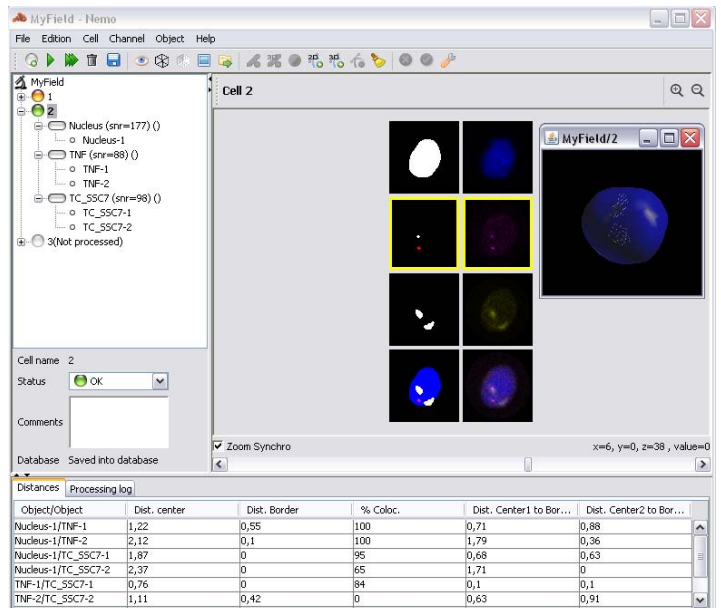 MyField - Nemo
File Edition Cell Channel Object Help
MyField
1
2
Nucleus (snr=177) ()
Nucleus-1
TNF (snr=88) ()
TNF-1
TNF-2
TC_SSC7 (snr=98) ()
TC_SSC7-1
TC_SSC7-2
3(Not processed)
Cell name 2
Status OK
Comments
Database Saved into database
Cell 2
MyField/2
Zoom Synchro
x=6, y=0, z=38 , value=0
Distances Processing log
Object/Object Dist. center Dist. Border % Coloc. Dist. Center1 to Bor... Dist. Center2 to Bor...
Nucleus-1/TNF-1 1,22 0,55 100 0,71 0,88
Nucleus-1/TNF-2 2,12 0,1 100 1,79 0,36
Nucleus-1/TC_SSC7-1 1,87 0 95 0,68 0,63
Nucleus-1/TC_SSC7-2 2,37 0 65 1,71 0
TNF-1/TC_SSC7-1 0,76 0 84 0,1 0,1
TNF-2/TC_SSC7-2 1,11 0,42 0 0,63 0,91